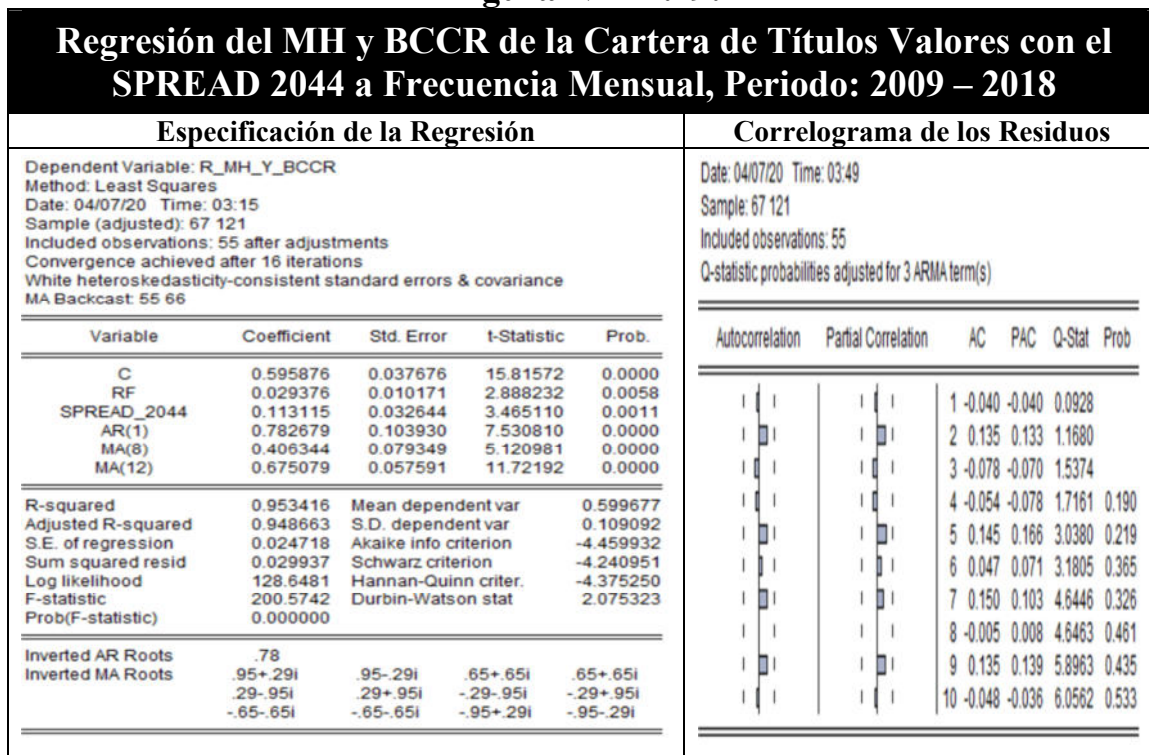 Regresión del MH y BCCR de la Cartera de Títulos Valores con el
SPREAD 2044 a Frecuencia Mensual, Periodo: 2009 – 2018
Especificación de la Regresión
Dependent Variable: R_MH_Y_BCCR
Method: Least Squares
Date: 04/07/20 Time: 03:15
Sample (adjusted): 67 121
Included observations: 55 after adjustments
Convergence achieved after 16 iterations
White heteroskedasticity-consistent standard errors & covariance
MA Backcast: 55 66
Variable Coefficient Std. Error t-Statistic Prob.
C 0.595876 0.037676 15.81572 0.0000
RF 0.029376 0.010171 2.888232 0.0058
SPREAD_2044 0.113115 0.032644 3.465110 0.0011
AR(1) 0.782679 0.103930 7.530810 0.0000
MA(8) 0.406344 0.079349 5.120981 0.0000
MA(12) 0.675079 0.057591 11.72192 0.0000
R-squared 0.953416 Mean dependent var 0.599677
Adjusted R-squared 0.948663 S.D. dependent var 0.109092
S.E. of regression 0.024718 Akaike info criterion -4.459932
Sum squared resid 0.029937 Schwarz criterion -4.240951
Log likelihood 128.6481 Hannan-Quinn criter. -4.375250
F-statistic 200.5742 Durbin-Watson stat 2.075323
Prob(F-statistic) 0.000000
Inverted AR Roots .78
Inverted MA Roots .95+.29i .95-.29i .65+.65i .65+.65i
.29-.95i .29+.95i -.29-.95i -.29+.95i
-.65-.65i -.65-.65i -.95+.29i -.95-.29i
Correlograma de los Residuos
Date: 04/07/20 Time: 03:49
Sample: 67 121
Included observations: 55
Q-statistic probabilities adjusted for 3 ARMA term(s)
Autocorrelation Partial Correlation AC PAC Q-Stat Prob
1 -0.040 -0.040 0.0928
2 0.135 0.133 1.1680
3 -0.078 -0.070 1.5374
4 -0.054 -0.078 1.7161 0.190
5 0.145 0.166 3.0380 0.219
6 0.047 0.071 3.1805 0.365
7 0.150 0.103 4.6446 0.326
8 -0.005 0.008 4.6463 0.461
9 0.135 0.139 5.8963 0.435
10 -0.048 -0.036 6.0562 0.533